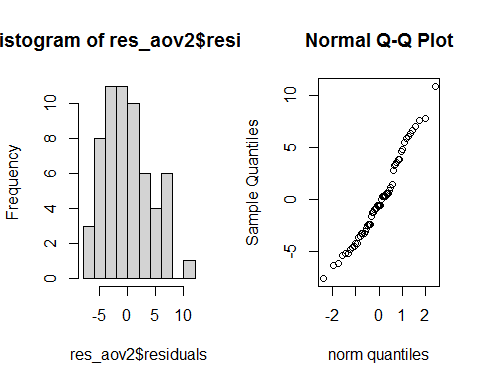 istogram of res_aov2$resi
Frequency
0 2 4 6 8 10
-5 0 5 10
res_aov2$residuals
Normal Q-Q Plot
Sample Quantiles
-5 0 5 10
-2 0 1 2
norm quantiles